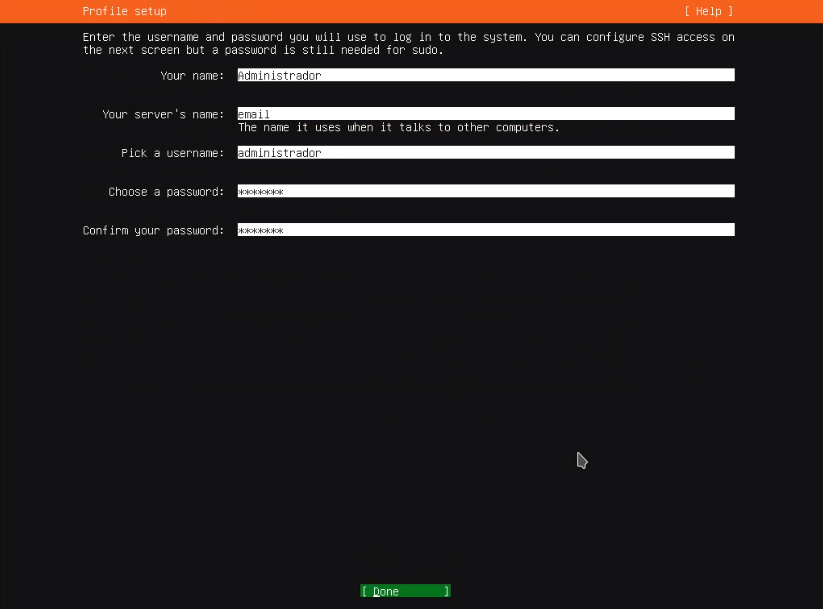 Profile setup [ Help ]
Enter the username and password you will use to log in to the system. You can configure SSH access on
the next screen but a password is still needed for sudo.
Your name: Administrador
Your server's name: email
The name it uses when it talks to other computers.
Pick a username: administrador
Choose a password: *******
Confirm your password: *******
[ Done ]